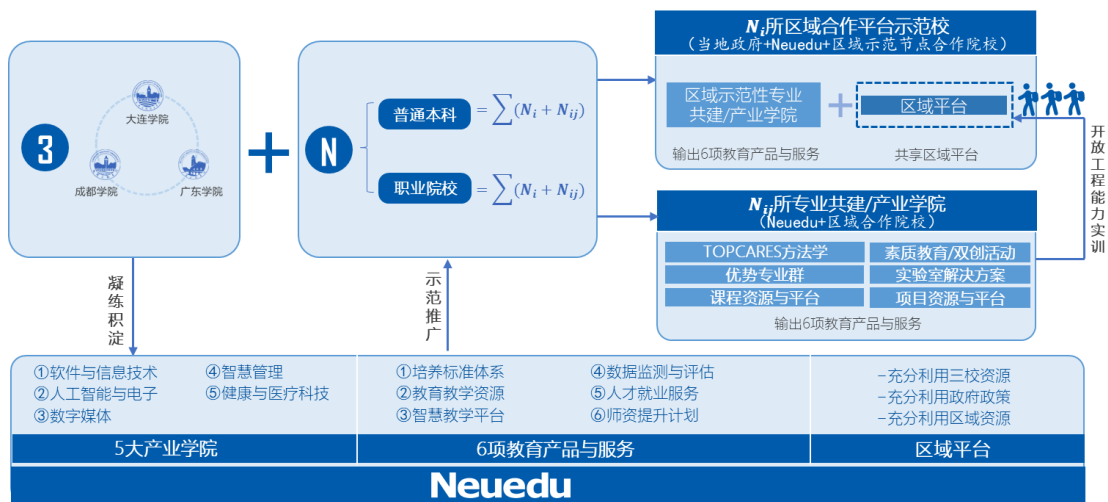 3
大连学院
成都学院
广东学院
+
N
普通本科
=∑(Nᵢ + Nᵢⱼ)
职业院校
=∑(Nᵢ + Nᵢⱼ)
Nᵢ所区域合作平台示范校
(当地政府+Neuedu+区域示范节点合作院校)
区域示范性专业
共建/产业学院
+
区域平台
输出6项教育产品与服务
共享区域平台
Nᵢⱼ所专业共建/产业学院
(Neuedu+区域合作院校)
TOPCARES方法学
素质教育/双创活动
优势专业群
实验室解决方案
课程资源与平台
项目资源与平台
输出6项教育产品与服务
开放工程能力实训
凝练积淀
示范推广
①软件与信息技术
②人工智能与电子
③数字媒体
④智慧管理
⑤健康与医疗科技
5大产业学院
①培养标准体系
②教育教学资源
③智慧教学平台
④数据监测与评估
⑤人才就业服务
⑥师资提升计划
6项教育产品与服务
–充分利用三校资源
–充分利用政府政策
–充分利用区域资源
区域平台
Neuedu